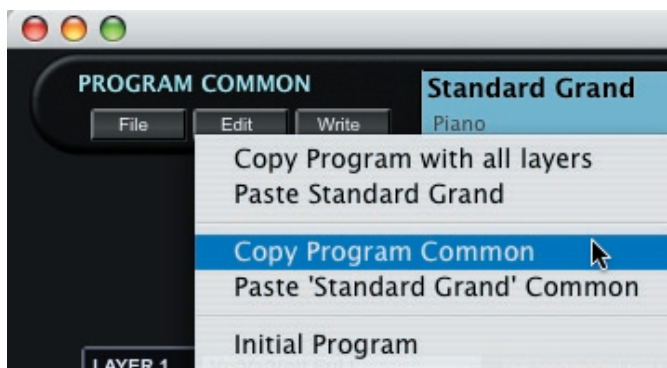 PROGRAM COMMON
Standard Grand
File Edit Write
Piano
Copy Program with all layers
Paste Standard Grand
Copy Program Common
Paste 'Standard Grand' Common
Initial Program
LAYER 1